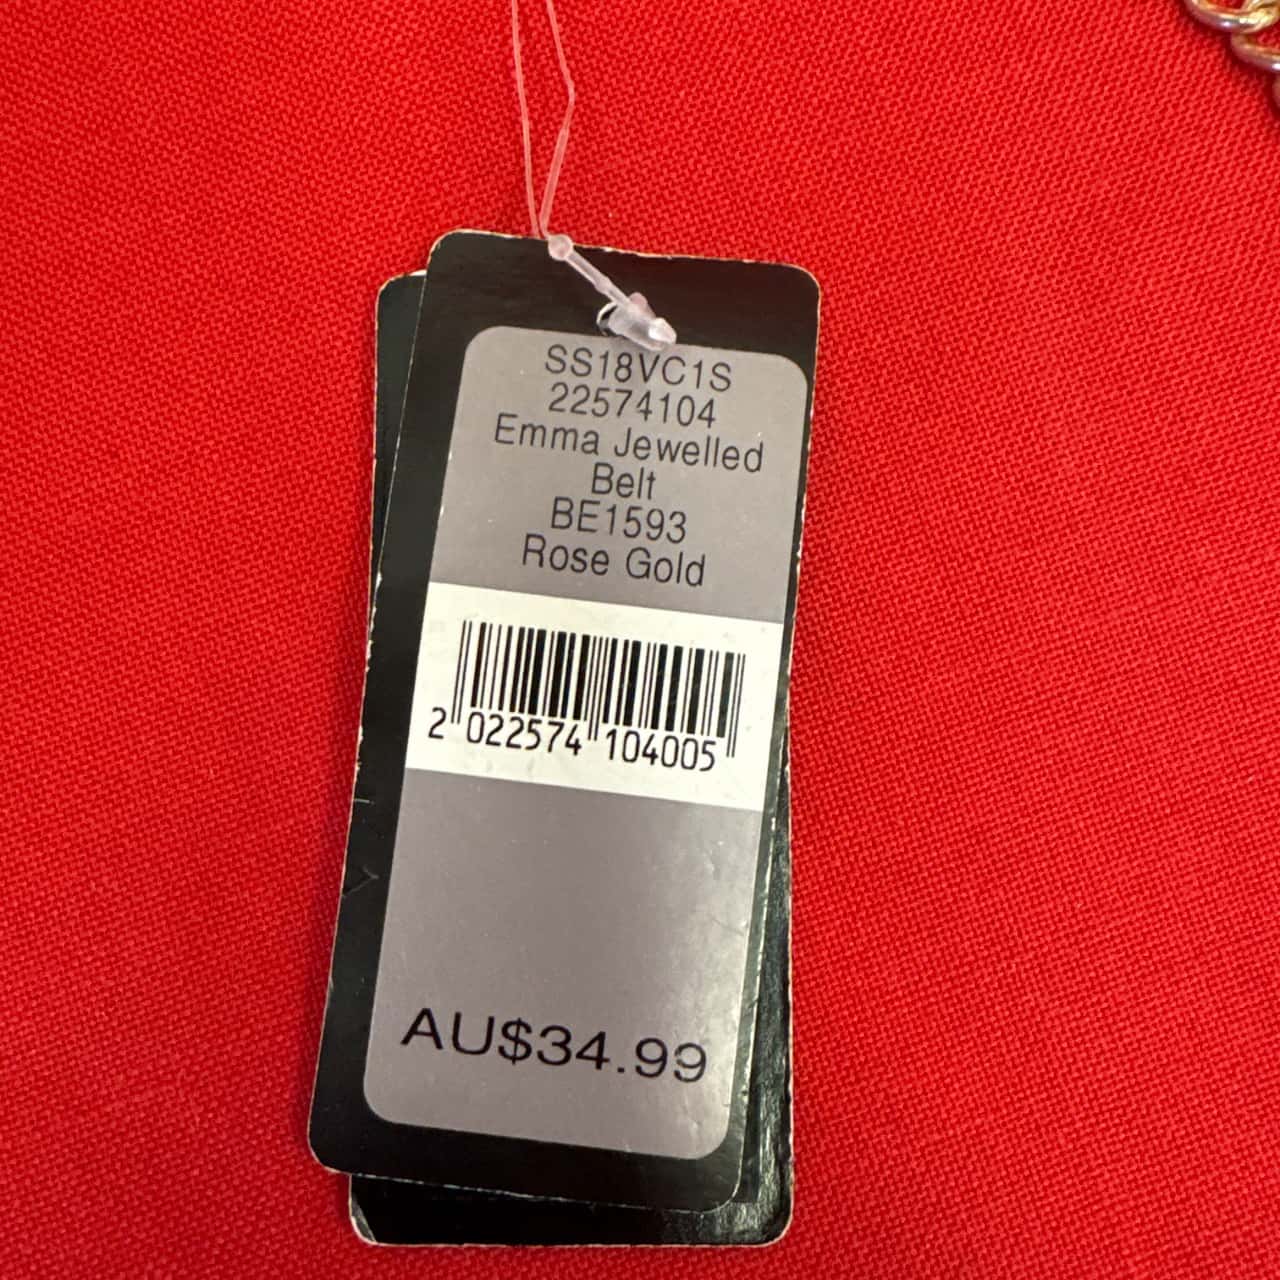 SS18VC1S
22574104
Emma Jewelled
Belt
BE1593
Rose Gold
2 022574 104005
AU$34.99